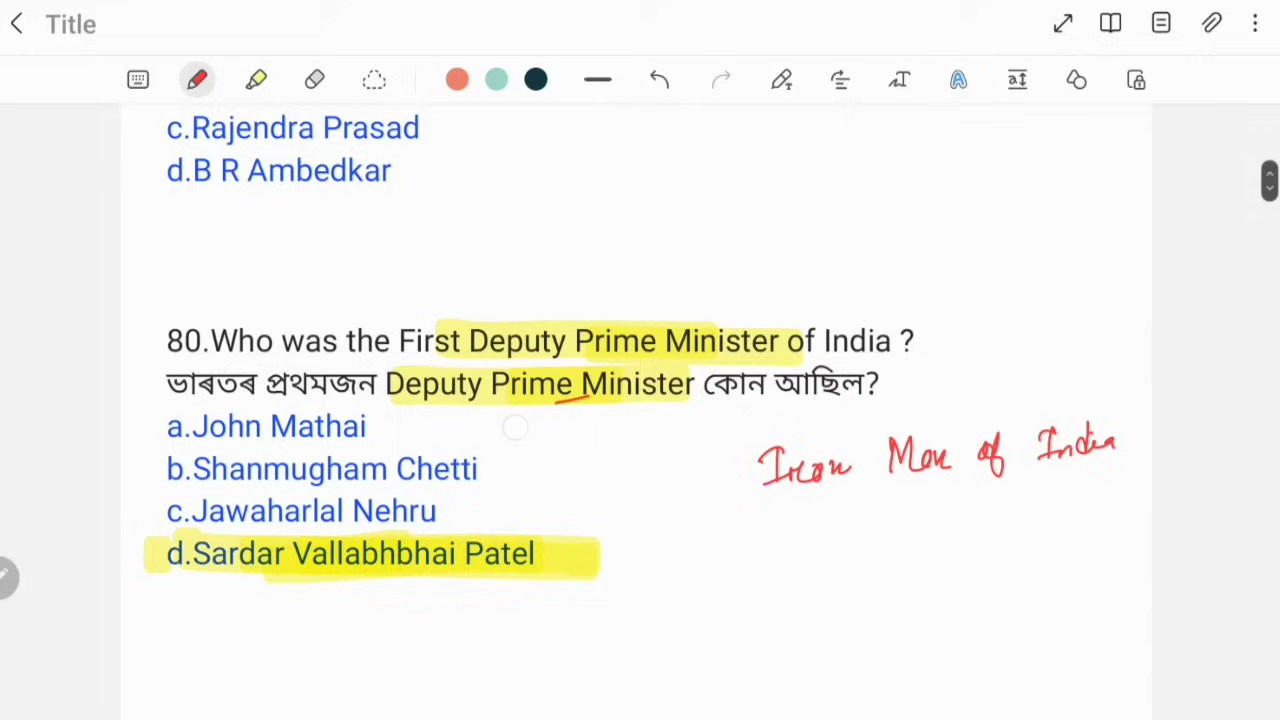 Title
c.Rajendra Prasad
d.B R Ambedkar
80.Who was the First Deputy Prime Minister of India ?
ভাৰতৰ প্ৰথমজন Deputy Prime Minister কোন আছিল?
a.John Mathai
Iron Man of India
b.Shanmugham Chetti
c.Jawaharlal Nehru
d.Sardar Vallabhbhai Patel